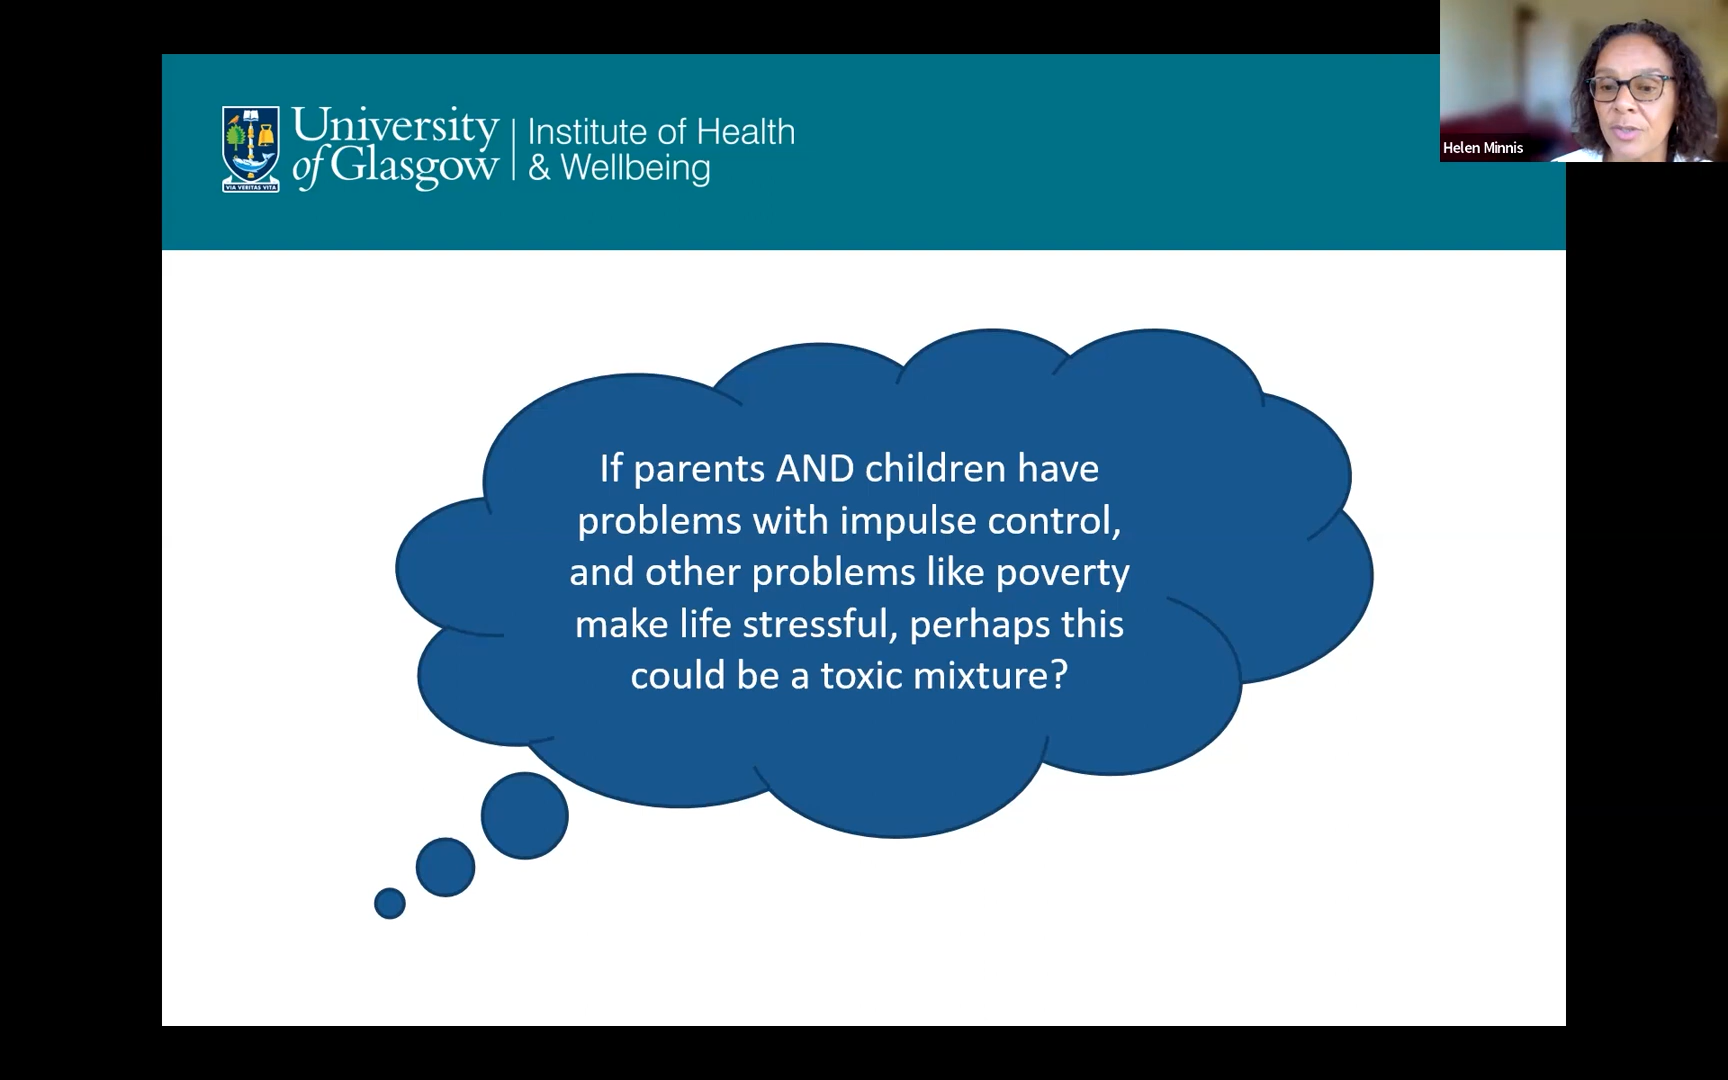 University
of Glasgow
Institute of Health
& Wellbeing
VIA VERITAS VITA
Helen Minnis
If parents AND children have
problems with impulse control,
and other problems like poverty
make life stressful, perhaps this
could be a toxic mixture?